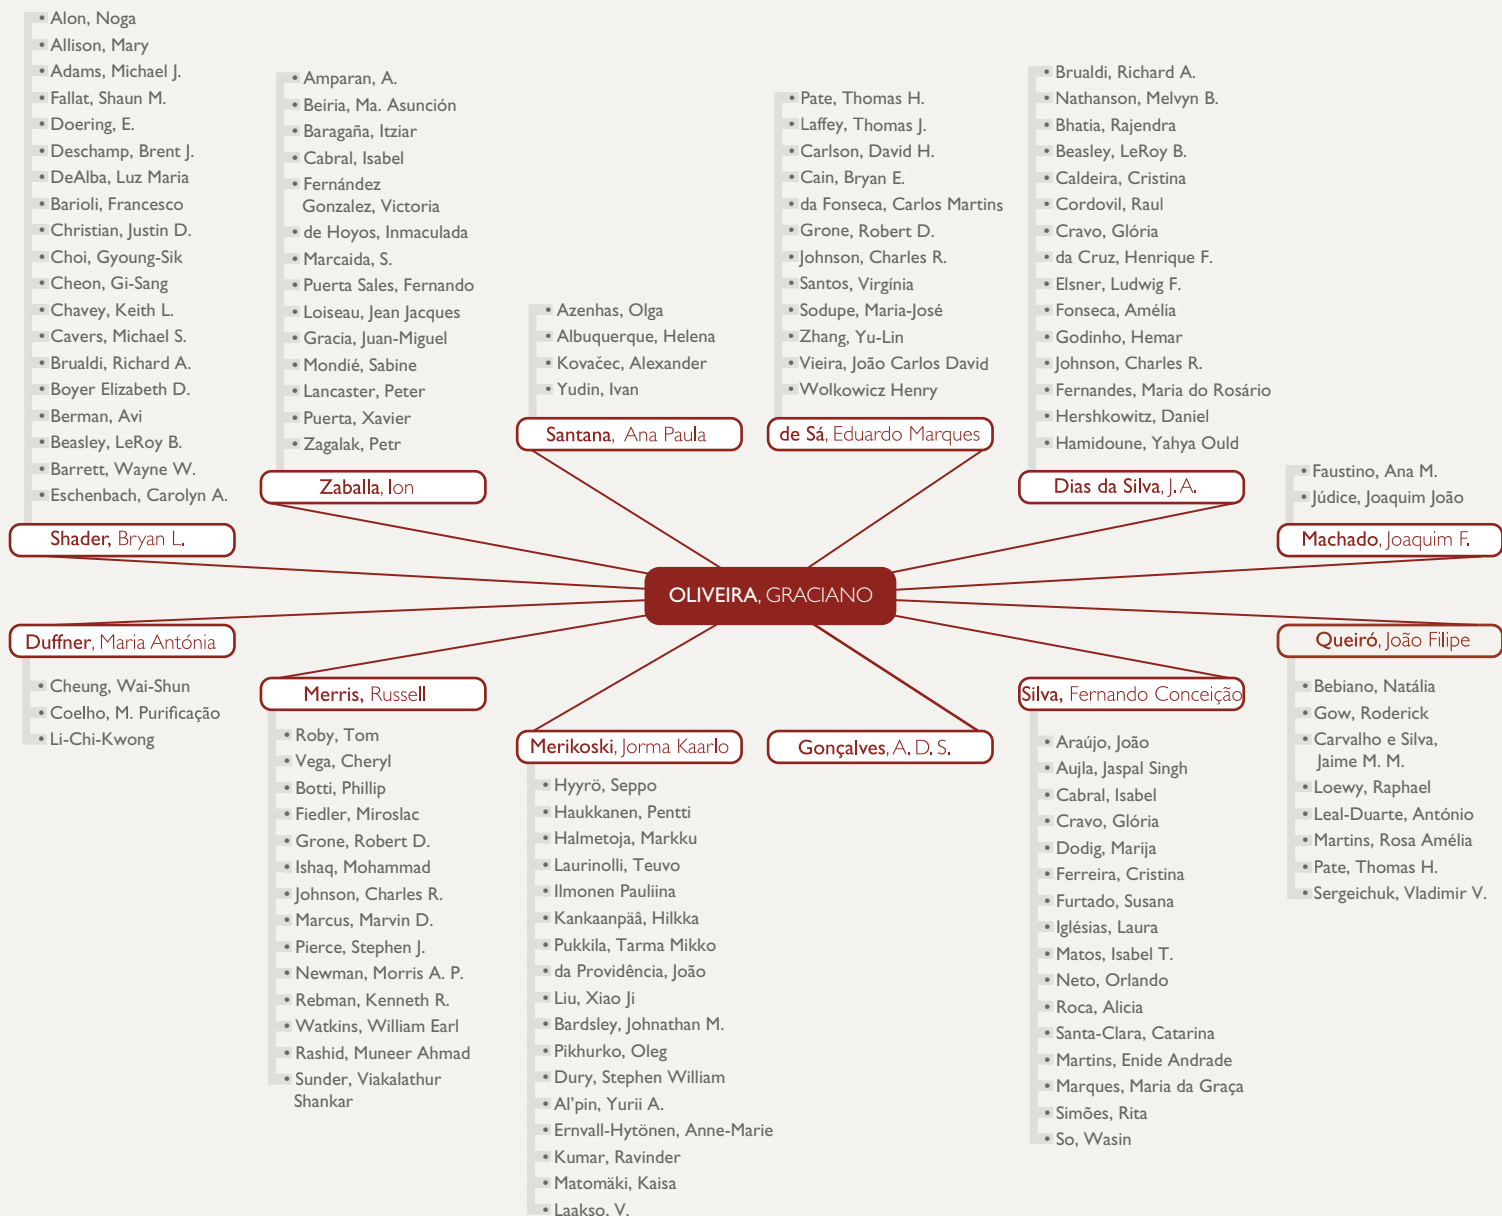 Alon, Noga
Allison, Mary
Adams, Michael J.
Fallat, Shaun M.
Doering, E.
Deschamp, Brent J.
DeAlba, Luz Maria
Barioli, Francesco
Christian, Justin D.
Choi, Gyoung-Sik
Cheon, Gi-Sang
Chavey, Keith L.
Cavers, Michael S.
Brualdi, Richard A.
Boyer Elizabeth D.
Berman, Avi
Beasley, LeRoy B.
Barrett, Wayne W.
Eschenbach, Carolyn A.
Shader, Bryan L.
Amparan, A.
Beiria, Ma. Asunción
Baragaña, Itziar
Cabral, Isabel
Fernández
Gonzalez, Victoria
de Hoyos, Inmaculada
Marcaida, S.
Puerta Sales, Fernando
Loiseau, Jean Jacques
Gracia, Juan-Miguel
Mondié, Sabine
Lancaster, Peter
Puerta, Xavier
Zagalak, Petr
Zaballa, Ion
Azenhas, Olga
Albuquerque, Helena
Kovačec, Alexander
Yudin, Ivan
Santana, Ana Paula
Pate, Thomas H.
Laffey, Thomas J.
Carlson, David H.
Cain, Bryan E.
da Fonseca, Carlos Martins
Grone, Robert D.
Johnson, Charles R.
Santos, Virgínia
Sodupe, Maria-José
Zhang, Yu-Lin
Vieira, João Carlos David
Wolkowicz Henry
de Sá, Eduardo Marques
Brualdi, Richard A.
Nathanson, Melvyn B.
Bhatia, Rajendra
Beasley, LeRoy B.
Caldeira, Cristina
Cordovil, Raul
Cravo, Glória
da Cruz, Henrique F.
Elsner, Ludwig F.
Fonseca, Amélia
Godinho, Hemar
Johnson, Charles R.
Fernandes, Maria do Rosário
Hershkowitz, Daniel
Hamidoune, Yahya Ould
Dias da Silva, J. A.
Faustino, Ana M.
Júdice, Joaquim João
Machado, Joaquim F.
OLIVEIRA, GRACIANO
Duffner, Maria Antónia
Cheung, Wai-Shun
Coelho, M. Purificação
Li-Chi-Kwong
Merris, Russell
Roby, Tom
Vega, Cheryl
Botti, Phillip
Fiedler, Miroslac
Grone, Robert D.
Ishaq, Mohammad
Johnson, Charles R.
Marcus, Marvin D.
Pierce, Stephen J.
Newman, Morris A. P.
Rebman, Kenneth R.
Watkins, William Earl
Rashid, Muneer Ahmad
Sunder, Viakalathur
Shankar
Merikoski, Jorma Kaarlo
Hyyrö, Seppo
Haukkanen, Pentti
Halmetoja, Markku
Laurinolli, Teuvo
Ilmonen Pauliina
Kankaanpäâ, Hilkka
Pukkila, Tarma Mikko
da Providência, João
Liu, Xiao Ji
Bardsley, Johnathan M.
Pikhurko, Oleg
Dury, Stephen William
Al'pin, Yurii A.
Ernvall-Hytönen, Anne-Marie
Kumar, Ravinder
Matomäki, Kaisa
Laakso, V.
Gonçalves, A. D. S.
Silva, Fernando Conceição
Araújo, João
Aujla, Jaspal Singh
Cabral, Isabel
Cravo, Glória
Dodig, Marija
Ferreira, Cristina
Furtado, Susana
Iglésias, Laura
Matos, Isabel T.
Neto, Orlando
Roca, Alicia
Santa-Clara, Catarina
Martins, Enide Andrade
Marques, Maria da Graça
Simões, Rita
So, Wasin
Queiró, João Filipe
Bebiano, Natália
Gow, Roderick
Carvalho e Silva,
Jaime M. M.
Loewy, Raphael
Leal-Duarte, António
Martins, Rosa Amélia
Pate, Thomas H.
Sergeichuk, Vladimir V.